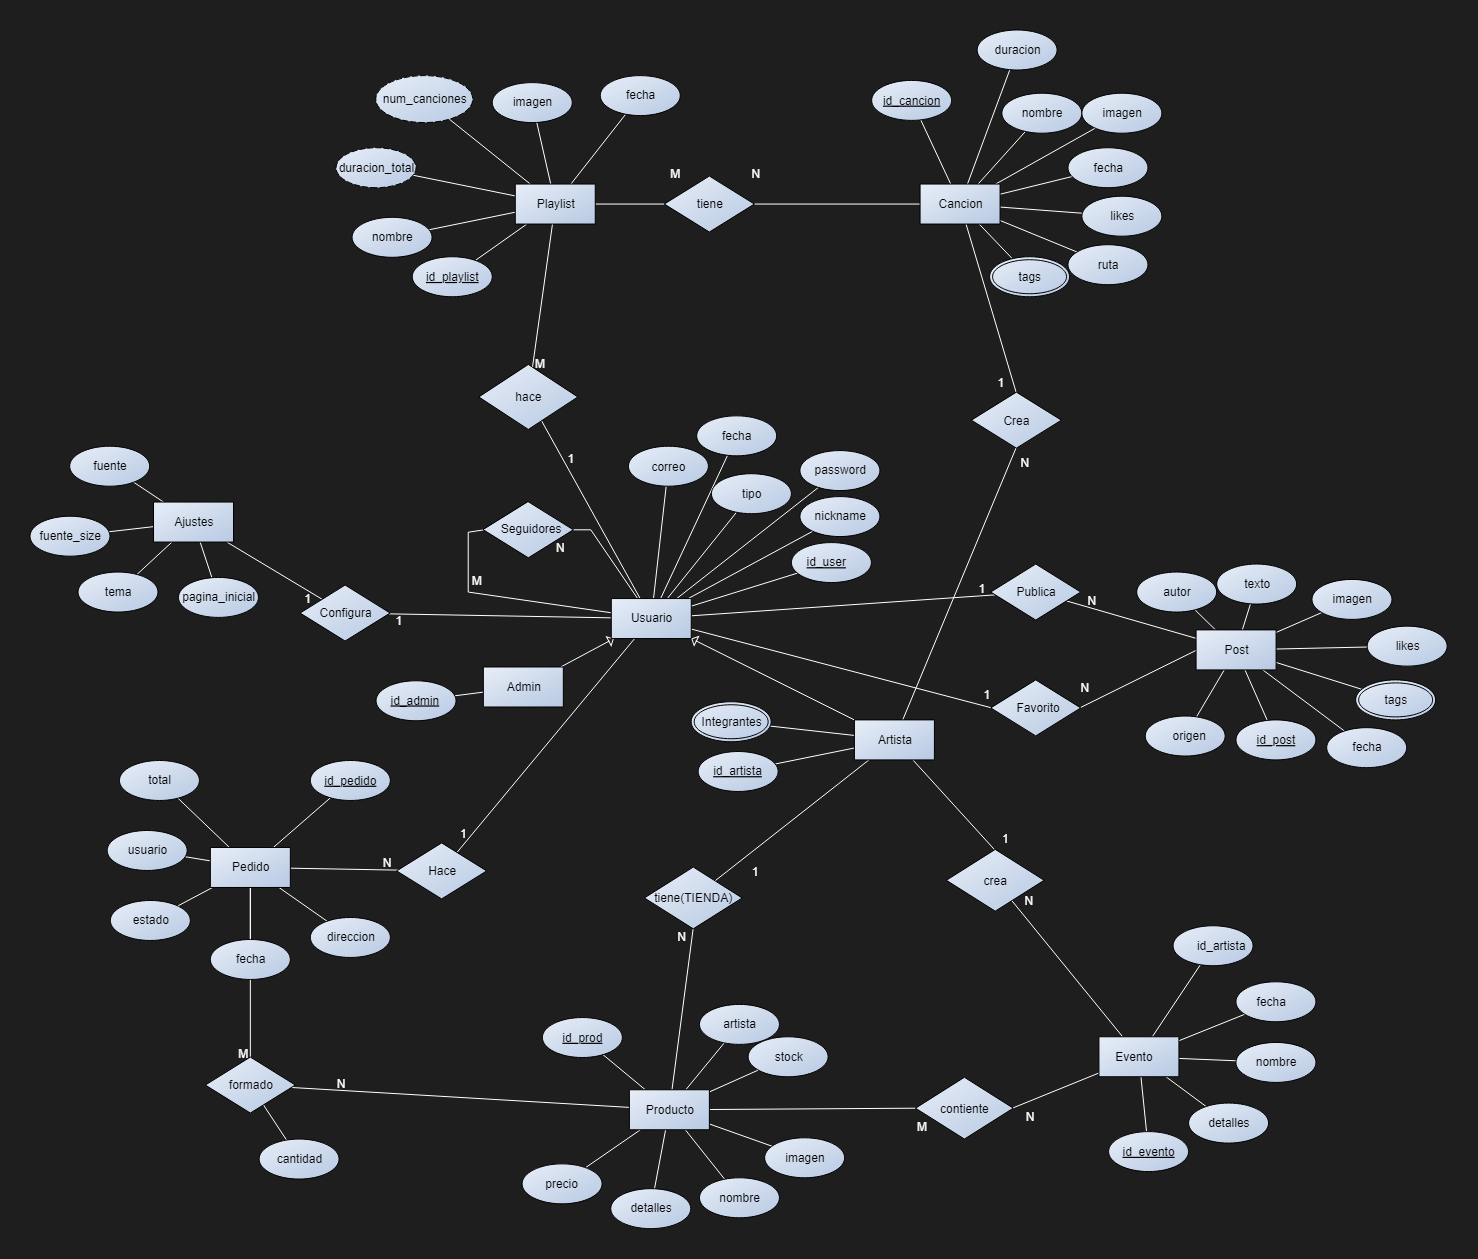 duracion
num_canciones
imagen
fecha
id_cancion
nombre
imagen
duracion_total
M
N
fecha
Playlist
tiene
Cancion
likes
nombre
id_playlist
tags
ruta
M
hace
1
Crea
N
1
fecha
correo
tipo
password
nickname
id_user
fuente
Ajustes
fuente_size
tema
pagina_inicial
Seguidores
N
M
1
Configura
1
Usuario
1
Publica
N
autor
texto
imagen
Post
likes
tags
origen
id_post
fecha
1
Favorito
N
Admin
id_admin
Integrantes
Artista
id_artista
total
id_pedido
usuario
Pedido
estado
direccion
fecha
1
N
Hace
1
tiene(TIENDA)
N
1
crea
N
id_artista
fecha
Evento
nombre
detalles
id_evento
id_prod
artista
stock
M
formado
N
cantidad
Producto
contiente
M
N
imagen
precio
detalles
nombre